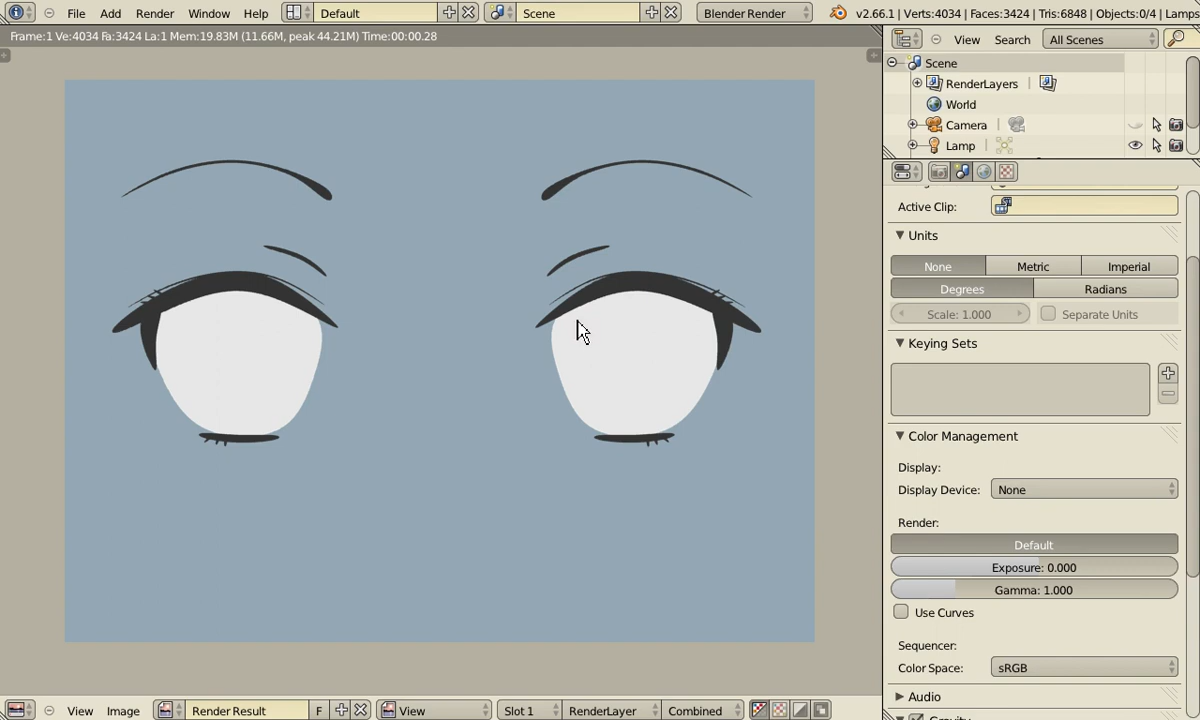 File Add Render Window Help Default Scene Blender Render v2.66.1 | Verts:4034 | Faces:3424 | Tris:6848 | Objects:0/4 | Lamps
Frame:1 Ve:4034 Fa:3424 La:1 Mem:19.83M (11.66M, peak 44.21M) Time:00:00.28
View Search All Scenes
Scene
RenderLayers
World
Camera
Lamp
Active Clip:
Units
None Metric Imperial
Degrees Radians
Scale: 1.000 Separate Units
Keying Sets
Color Management
Display:
Display Device: None
Render:
Default
Exposure: 0.000
Gamma: 1.000
Use Curves
Sequencer:
Color Space: sRGB
Audio
Gravity
View Image Render Result F View Slot 1 RenderLayer Combined